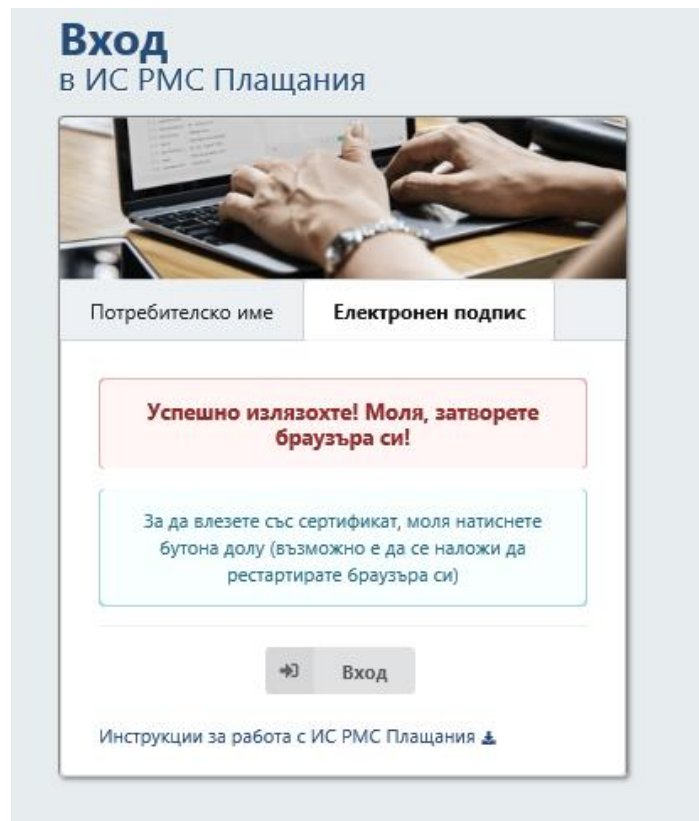 Вход
в ИС РМС Плащания
Потребителско име
Електронен подпис
Успешно излязохте! Моля, затворете
браузъра си!
За да влезете със сертификат, моля натиснете
бутона долу (възможно е да се наложи да
рестартирате браузъра си)
Вход
Инструкции за работа с ИС РМС Плащания